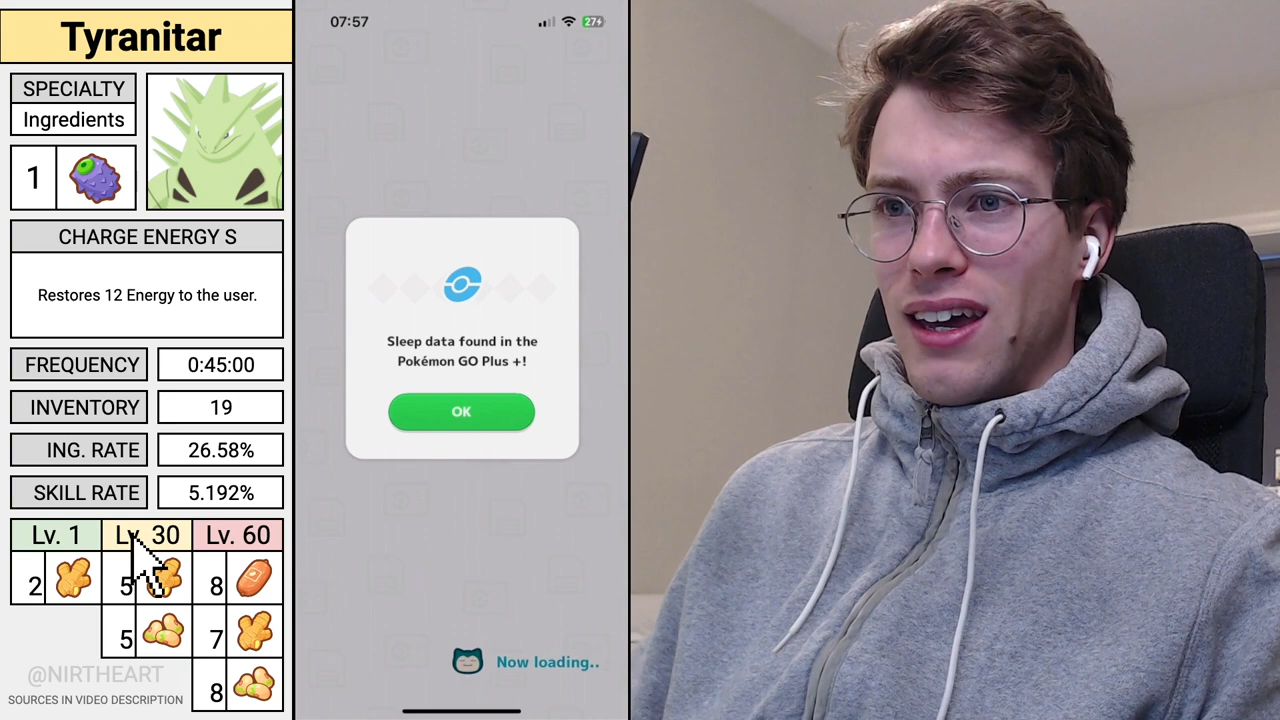 Tyranitar
SPECIALTY
Ingredients
1
CHARGE ENERGY S
Restores 12 Energy to the user.
FREQUENCY 0:45:00
INVENTORY 19
ING. RATE 26.58%
SKILL RATE 5.192%
Lv. 1 Lv. 30 Lv. 60
2 5 8
5 7
8
@NIRTHEART
SOURCES IN VIDEO DESCRIPTION
07:57
27
Sleep data found in the
Pokémon GO Plus +!
OK
Now loading..